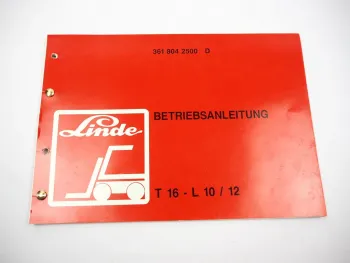 361 804 2500 D
Linde
BETRIEBSANLEITUNG
T 16 - L 10 / 12